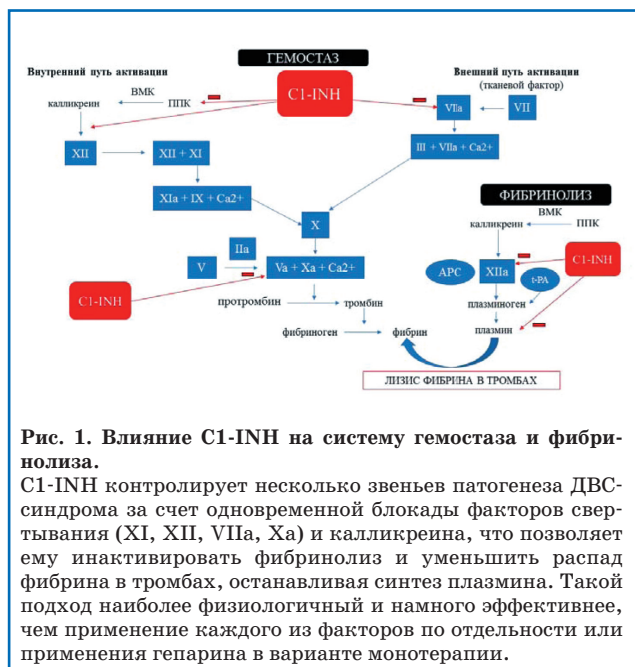 ГЕМОСТАЗ
Внутренний путь активации
Внешний путь активации
(тканевой фактор)
C1-INH
ВМК
калликреин
ППК
VIIa
VII
XII
XII + XI
III + VIIa + Ca2+
XIa + IX + Ca2+
X
ФИБРИНОЛИЗ
ВМК
калликреин
ППК
IIa
V
Va + Xa + Ca2+
APC
XIIa
C1-INH
t-PA
C1-INH
протромбин
тромбин
плазминоген
фибриноген
фибрин
плазмин
ЛИЗИС ФИБРИНА В ТРОМБАХ
Рис. 1. Влияние C1-INH на систему гемостаза и фибри-
нолиза.
C1-INH контролирует несколько звеньев патогенеза ДВС-
синдрома за счет одновременной блокады факторов свер-
тывания (XI, XII, VIIa, Xa) и калликреина, что позволяет
ему инактивировать фибринолиз и уменьшить распад
фибрина в тромбах, останавливая синтез плазмина. Такой
подход наиболее физиологичный и намного эффективнее,
чем применение каждого из факторов по отдельности или
применения гепарина в варианте монотерапии.